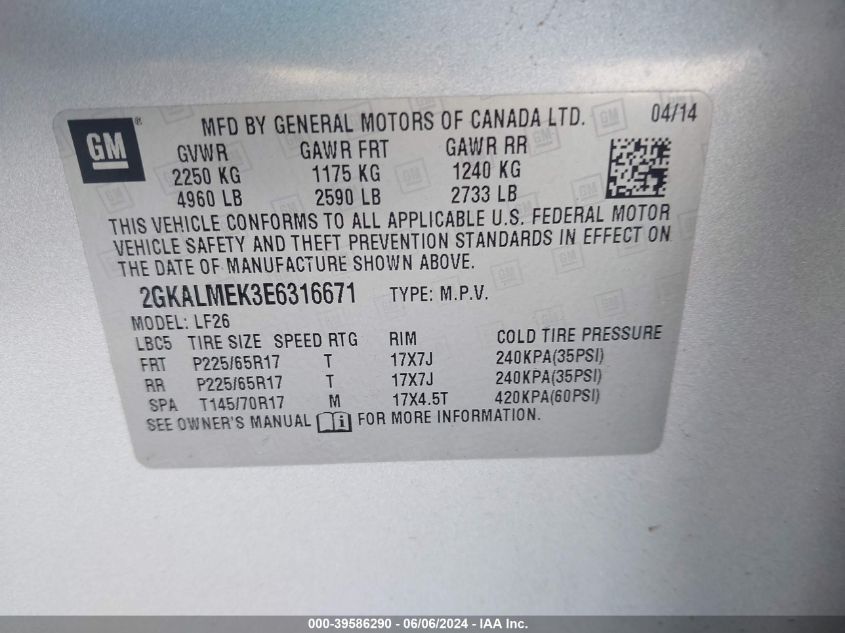 GM ® MFD BY GENERAL MOTORS OF CANADA LTD. 04/14
GVWR GAWR FRT GAWR RR
2250 KG 1175 KG 1240 KG
4960 LB 2590 LB 2733 LB
THIS VEHICLE CONFORMS TO ALL APPLICABLE U.S. FEDERAL MOTOR
VEHICLE SAFETY AND THEFT PREVENTION STANDARDS IN EFFECT ON
THE DATE OF MANUFACTURE SHOWN ABOVE.
2GKALMEK3E6316671 TYPE: M.P.V.
MODEL: LF26
LBC5 TIRE SIZE SPEED RTG RIM COLD TIRE PRESSURE
FRT P225/65R17 T 17X7J 240KPA(35PSI)
RR P225/65R17 T 17X7J 240KPA(35PSI)
SPA T145/70R17 M 17X4.5T 420KPA(60PSI)
SEE OWNER'S MANUAL i FOR MORE INFORMATION.
000-39586290 - 06/06/2024 - IAA Inc.